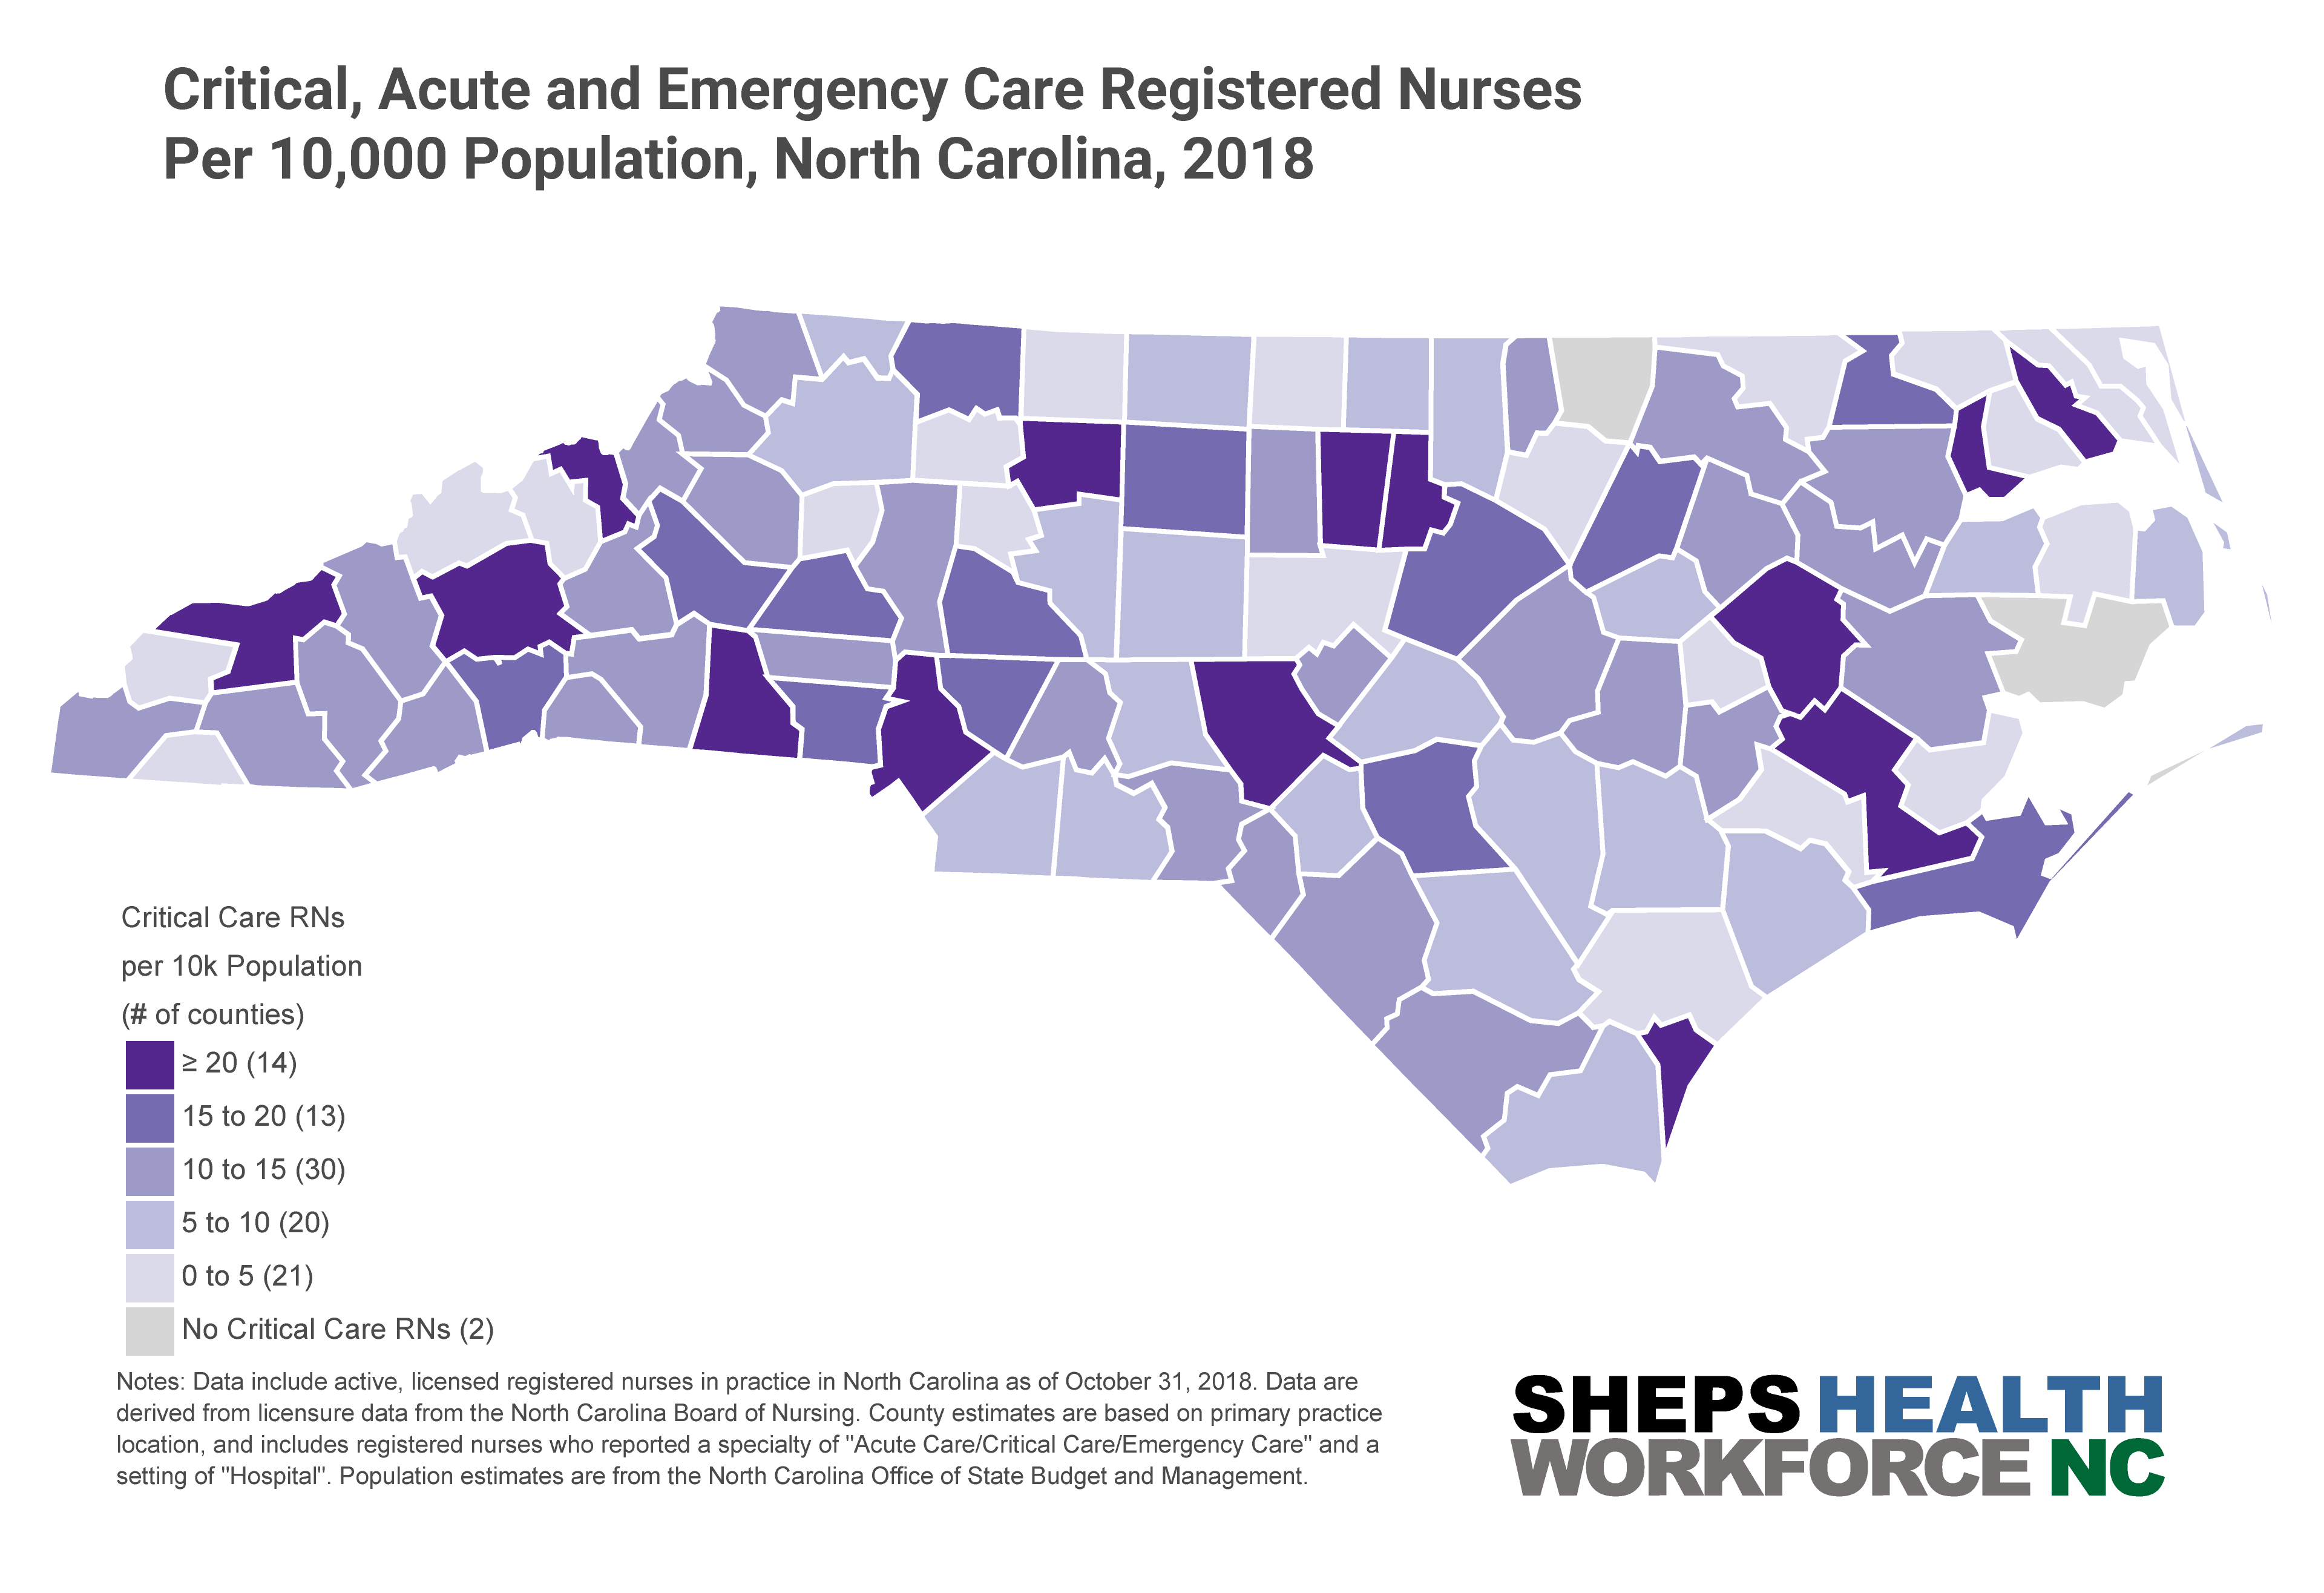 Critical, Acute and Emergency Care Registered Nurses
Per 10,000 Population, North Carolina, 2018
Critical Care RNs
per 10k Population
(# of counties)
≥ 20 (14)
15 to 20 (13)
10 to 15 (30)
5 to 10 (20)
0 to 5 (21)
No Critical Care RNs (2)
Notes: Data include active, licensed registered nurses in practice in North Carolina as of October 31, 2018. Data are
derived from licensure data from the North Carolina Board of Nursing. County estimates are based on primary practice
location, and includes registered nurses who reported a specialty of "Acute Care/Critical Care/Emergency Care" and a
setting of "Hospital". Population estimates are from the North Carolina Office of State Budget and Management.
SHEPS HEALTH
WORKFORCE NC